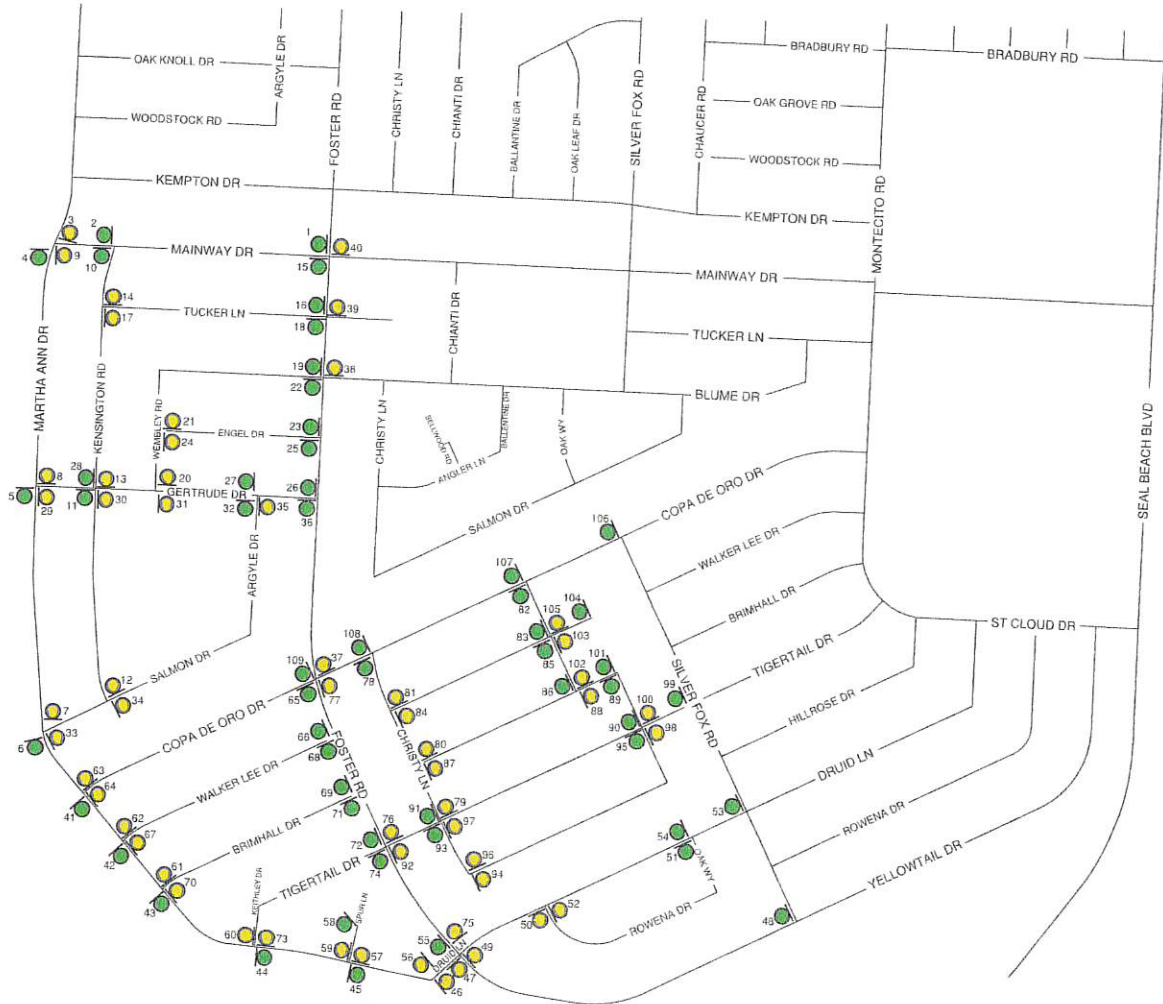 BRADBURY RD
BRADBURY RD
OAK KNOLL DR
ARGYLE DR
FOSTER RD
CHRISTY LN
CHIANTI DR
BALLANTINE DR
OAK LEAF DR
SILVER FOX RD
CHAUCER RD
OAK GROVE RD
WOODSTOCK RD
WOODSTOCK RD
KEMPTON DR
KEMPTON DR
MONTECITO RD
3
2
1
40
4
9
10
15
MAINWAY DR
MAINWAY DR
14
17
16
18
39
TUCKER LN
CHIANTI DR
TUCKER LN
SEAL BEACH BLVD
MARTHA ANN DR
KENSINGTON RD
19
38
22
BLUME DR
WEMBLEY RD
21
24
ENGEL DR
23
25
CHRISTY LN
SELLWOOD RD
BALLENTINE DR
OAK WY
ANGLER LN
8
28
13
20
27
26
GERTRUDE DR
5
29
11
30
31
32
35
36
SALMON DR
COPA DE ORO DR
106
WALKER LEE DR
ARGYLE DR
107
82
105
104
83
103
85
BRIMHALL DR
ST CLOUD DR
108
78
102
101
86
88
89
TIGERTAIL DR
SALMON DR
109
37
65
77
12
34
81
84
99
100
90
98
95
SILVER FOX RD
HILLROSE DR
7
33
6
COPA DE ORO DR
66
68
FOSTER RD
CHRISTY LN
80
87
DRUID LN
63
64
41
WALKER LEE DR
69
71
91
79
97
93
53
ROWENA DR
62
67
42
BRIMHALL DR
76
72
74
92
54
51
OAK WY
YELLOWTAIL DR
61
70
43
TIGERTAIL DR
96
94
KEITHLEY DR
SPUR LN
58
52
50
ROWENA DR
48
60
73
44
59
57
45
75
55
56
DRUID LN
49
47
46